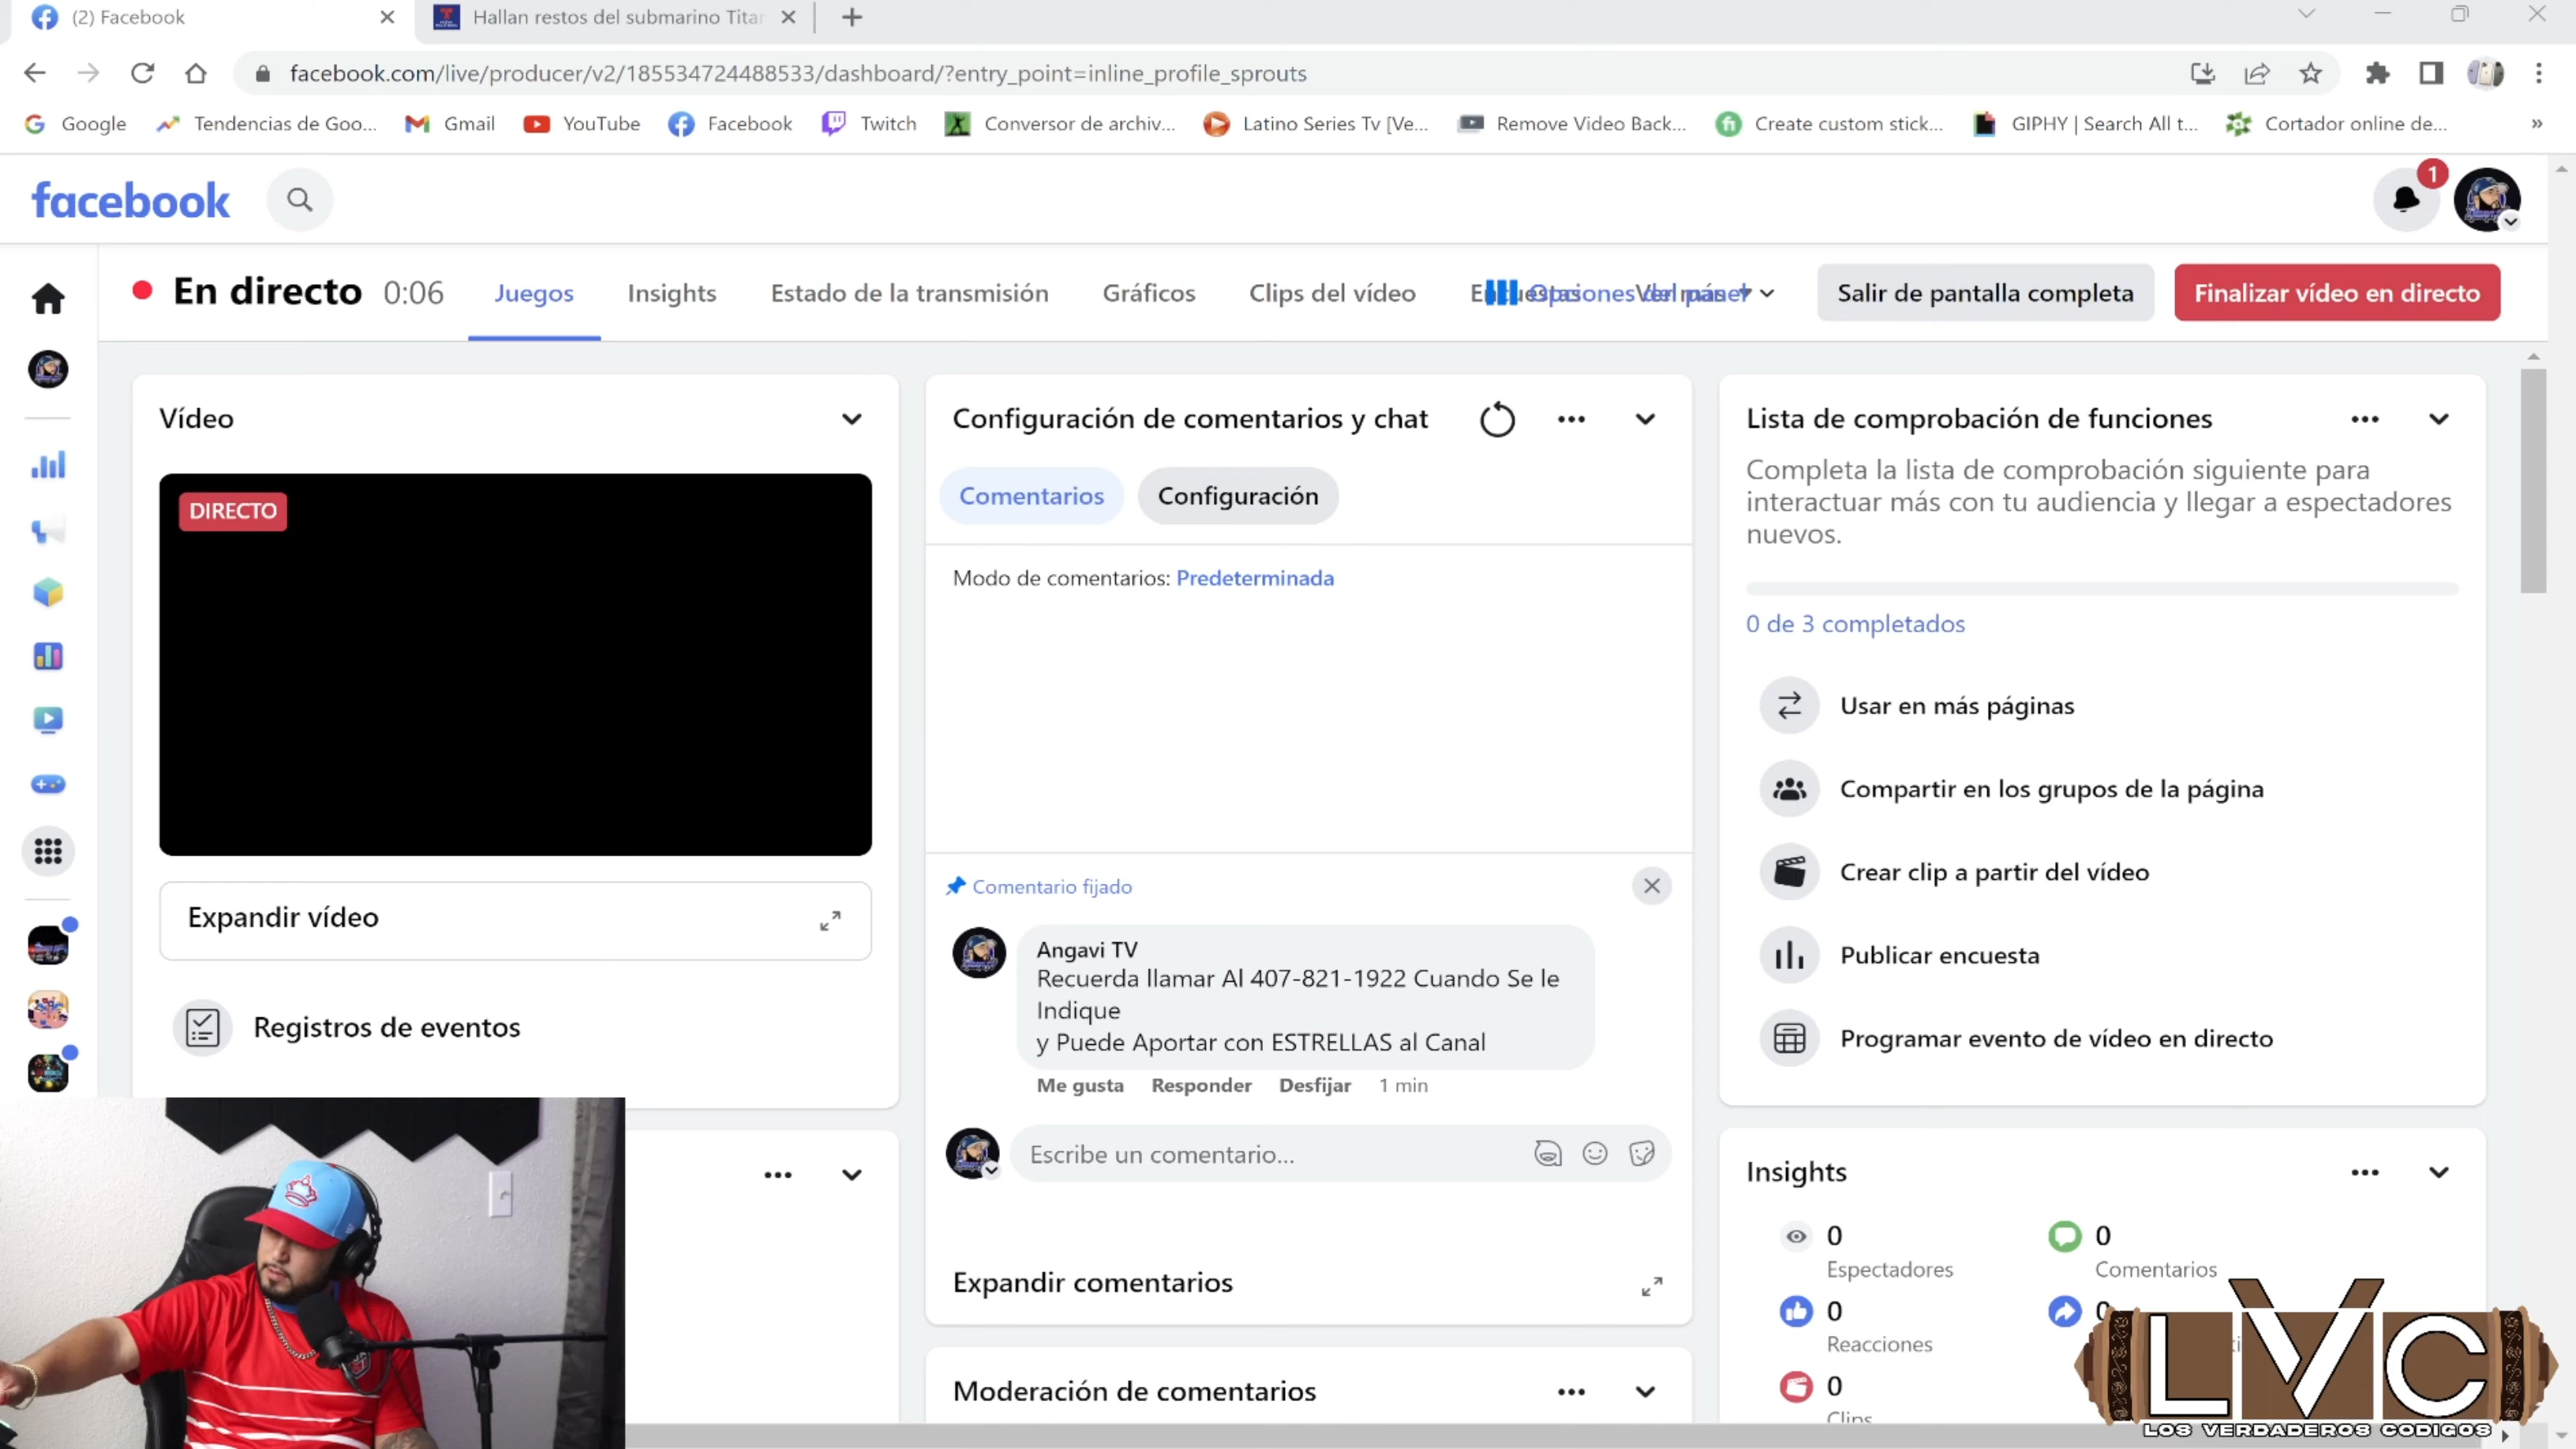 (2) Facebook
Hallan restos del submarino Titan
facebook.com/live/producer/v2/185534724488533/dashboard/?entry_point=inline_profile_sprouts
Google
Tendencias de Goo...
Gmail
YouTube
Facebook
Twitch
Conversor de archiv...
Latino Series Tv [Ve...
Remove Video Back...
Create custom stick...
GIPHY | Search All t...
Cortador online de...
facebook
1
En directo 0:06
Juegos
Insights
Estado de la transmisión
Gráficos
Clips del vídeo
Encuestas
Opciones del panel
Ver más
Salir de pantalla completa
Finalizar vídeo en directo
Vídeo
DIRECTO
Expandir vídeo
Registros de eventos
Configuración de comentarios y chat
Comentarios
Configuración
Modo de comentarios: Predeterminada
Comentario fijado
Angavi TV
Recuerda llamar Al 407-821-1922 Cuando Se le
Indique
y Puede Aportar con ESTRELLAS al Canal
Me gusta Responder Desfijar 1 min
Escribe un comentario...
Expandir comentarios
Moderación de comentarios
Lista de comprobación de funciones
Completa la lista de comprobación siguiente para
interactuar más con tu audiencia y llegar a espectadores
nuevos.
0 de 3 completados
Usar en más páginas
Compartir en los grupos de la página
Crear clip a partir del vídeo
Publicar encuesta
Programar evento de vídeo en directo
Insights
0
Espectadores
0
Comentarios
0
Reacciones
0
0
Clips
LVC
LOS VERDADEROS CODIGOS